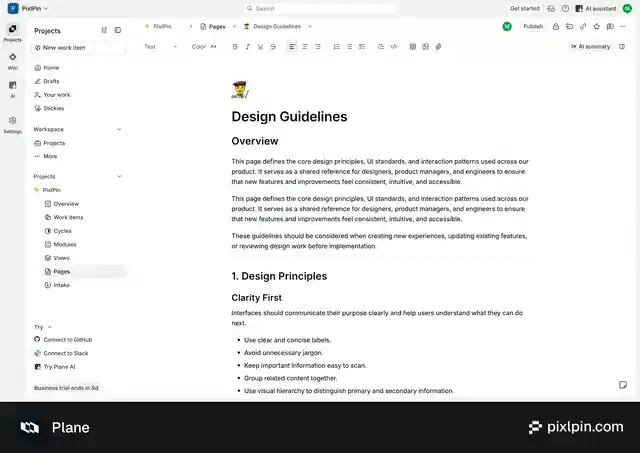 P PixlPin
Search
Get started
AI assistant
M
Projects
Wiki
AI
Settings
Projects
New work item
Home
Drafts
Your work
Stickies
Workspace
Projects
More
Projects
PixlPin
Overview
Work items
Cycles
Modules
Views
Pages
Intake
Try
Connect to GitHub
Connect to Slack
Try Plane AI
Business trial ends in 8d
PixlPin > Pages > Design Guidelines
M Publish
Text Color Aa B I U S
AI summary
Design Guidelines
Overview
This page defines the core design principles, UI standards, and interaction patterns used across our
product. It serves as a shared reference for designers, product managers, and engineers to ensure
that new features and improvements feel consistent, intuitive, and accessible.
This page defines the core design principles, UI standards, and interaction patterns used across our
product. It serves as a shared reference for designers, product managers, and engineers to ensure
that new features and improvements feel consistent, intuitive, and accessible.
These guidelines should be considered when creating new experiences, updating existing features,
or reviewing design work before implementation.
1. Design Principles
Clarity First
Interfaces should communicate their purpose clearly and help users understand what they can do
next.
• Use clear and concise labels.
• Avoid unnecessary jargon.
• Keep important information easy to scan.
• Group related content together.
• Use visual hierarchy to distinguish primary and secondary information.
Plane
pixlpin.com